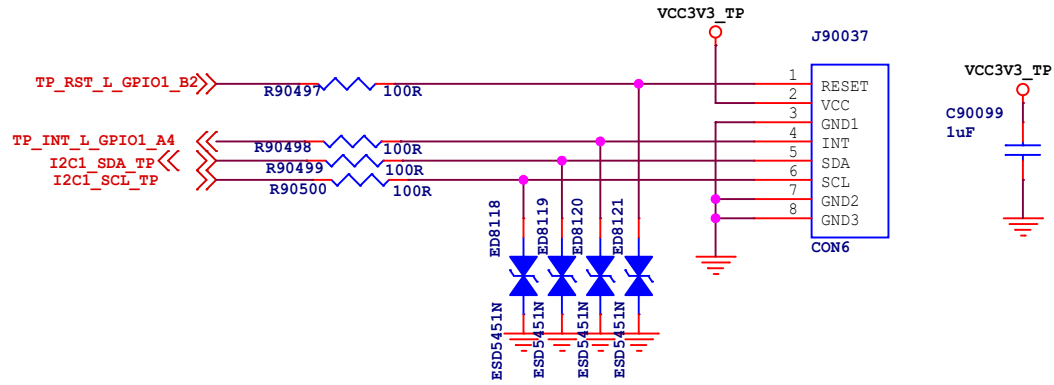 VCC3V3_TP
J90037
TP_RST_L_GPIO1_B2
R90497
100R
1
RESET
VCC3V3_TP
2
VCC
C90099
1uF
3
GND1
TP_INT_L_GPIO1_A4
R90498
100R
4
INT
I2C1_SDA_TP
R90499
100R
5
SDA
I2C1_SCL_TP
R90500
100R
6
SCL
7
GND2
8
GND3
CON6
ED8118
ED8119
ED8120
ED8121
ESD5451N
ESD5451N
ESD5451N
ESD5451N